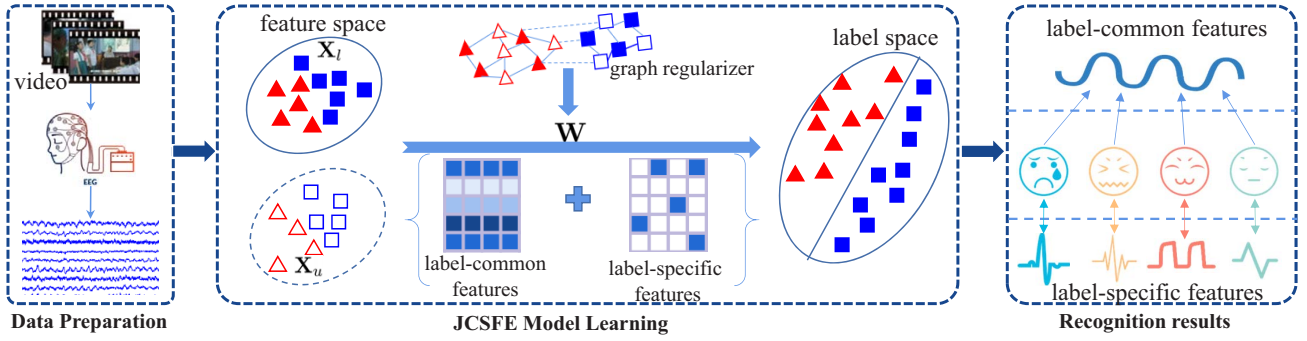 video
EEG
Data Preparation
feature space
X_l
X_u
graph regularizer
W
label-common
features
label-specific
features
label space
JCSFE Model Learning
label-common features
label-specific features
Recognition results